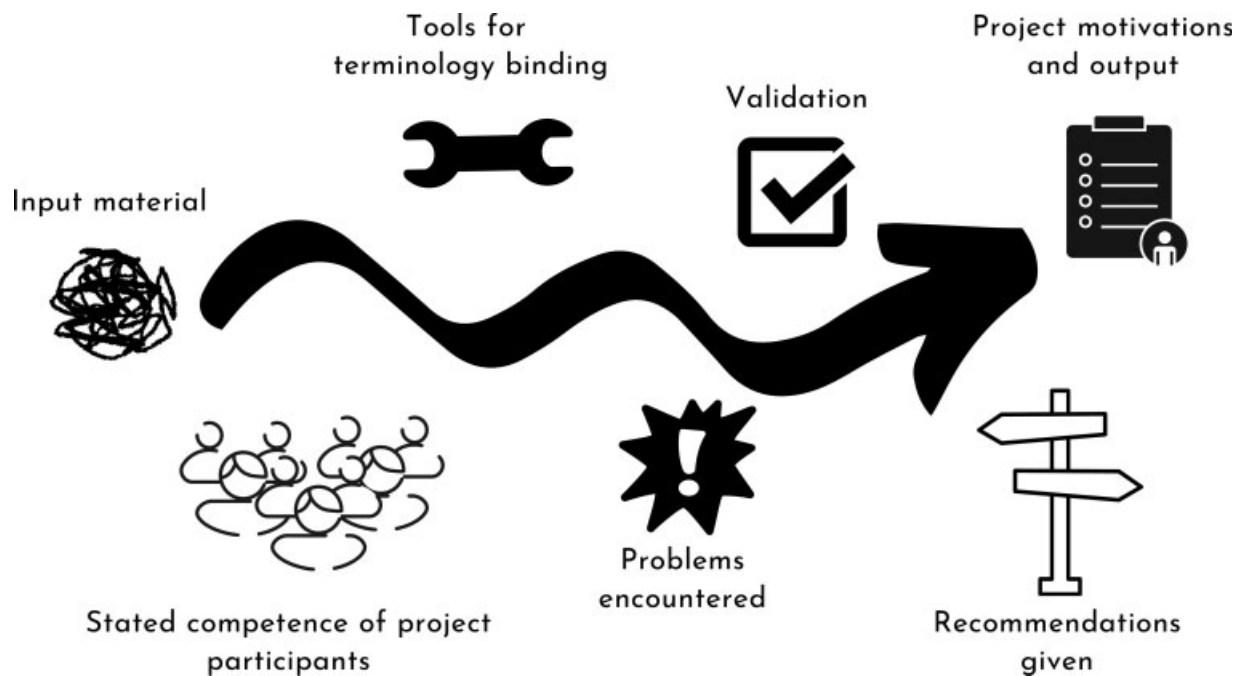 Tools for
terminology binding
Project motivations
and output
Validation
Input material
Problems
encountered
Stated competence of project
participants
Recommendations
given